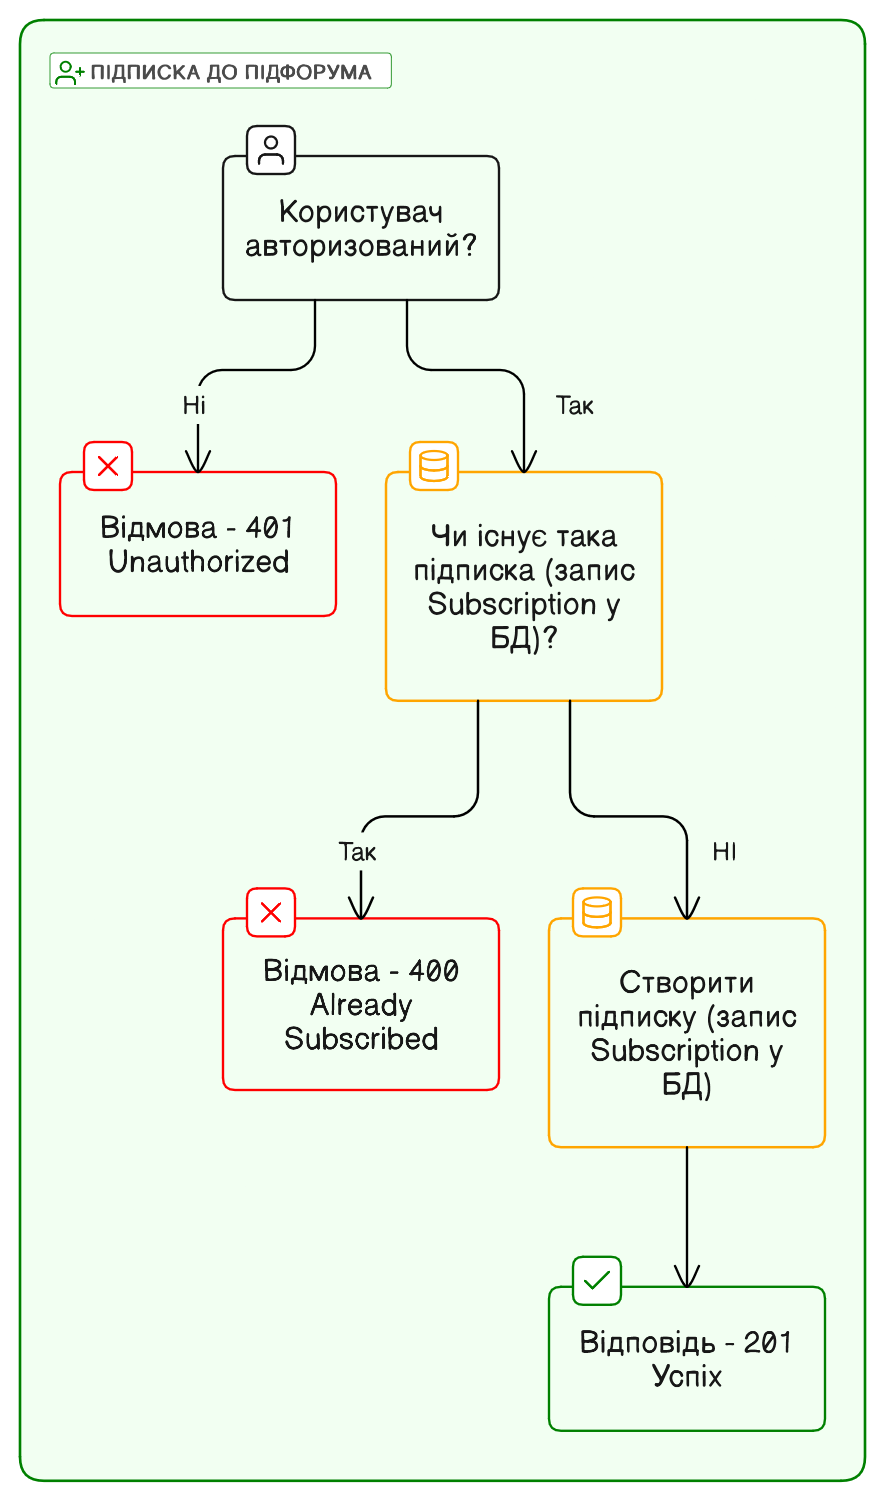 ПІДПИСКА ДО ПІДФОРУМА
Користувач
авторизований?
Ні
Так
Відмова - 401
Unauthorized
Чи існує така
підписка (запис
Subscription у
БД)?
Так
НІ
Відмова - 400
Already
Subscribed
Створити
підписку (запис
Subscription у
БД)
Відповідь - 201
Успіх